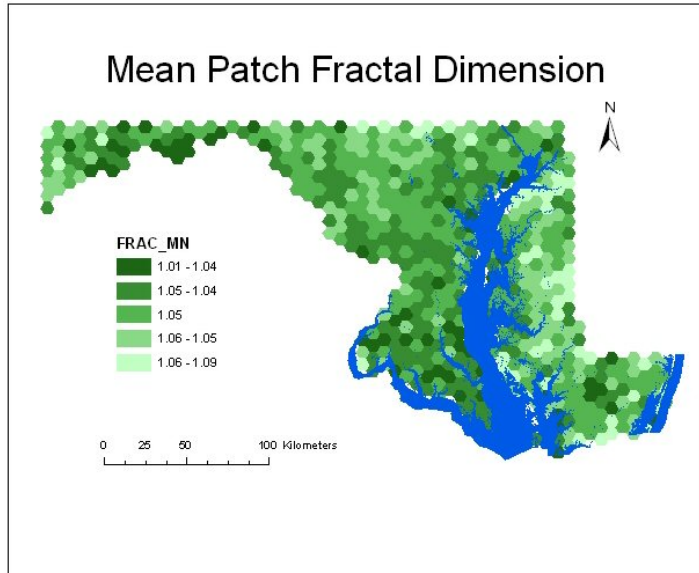 Mean Patch Fractal Dimension
N
FRAC_MN
1.01 - 1.04
1.05 - 1.04
1.05
1.06 - 1.05
1.06 - 1.09
0 25 50 100 Kilometers